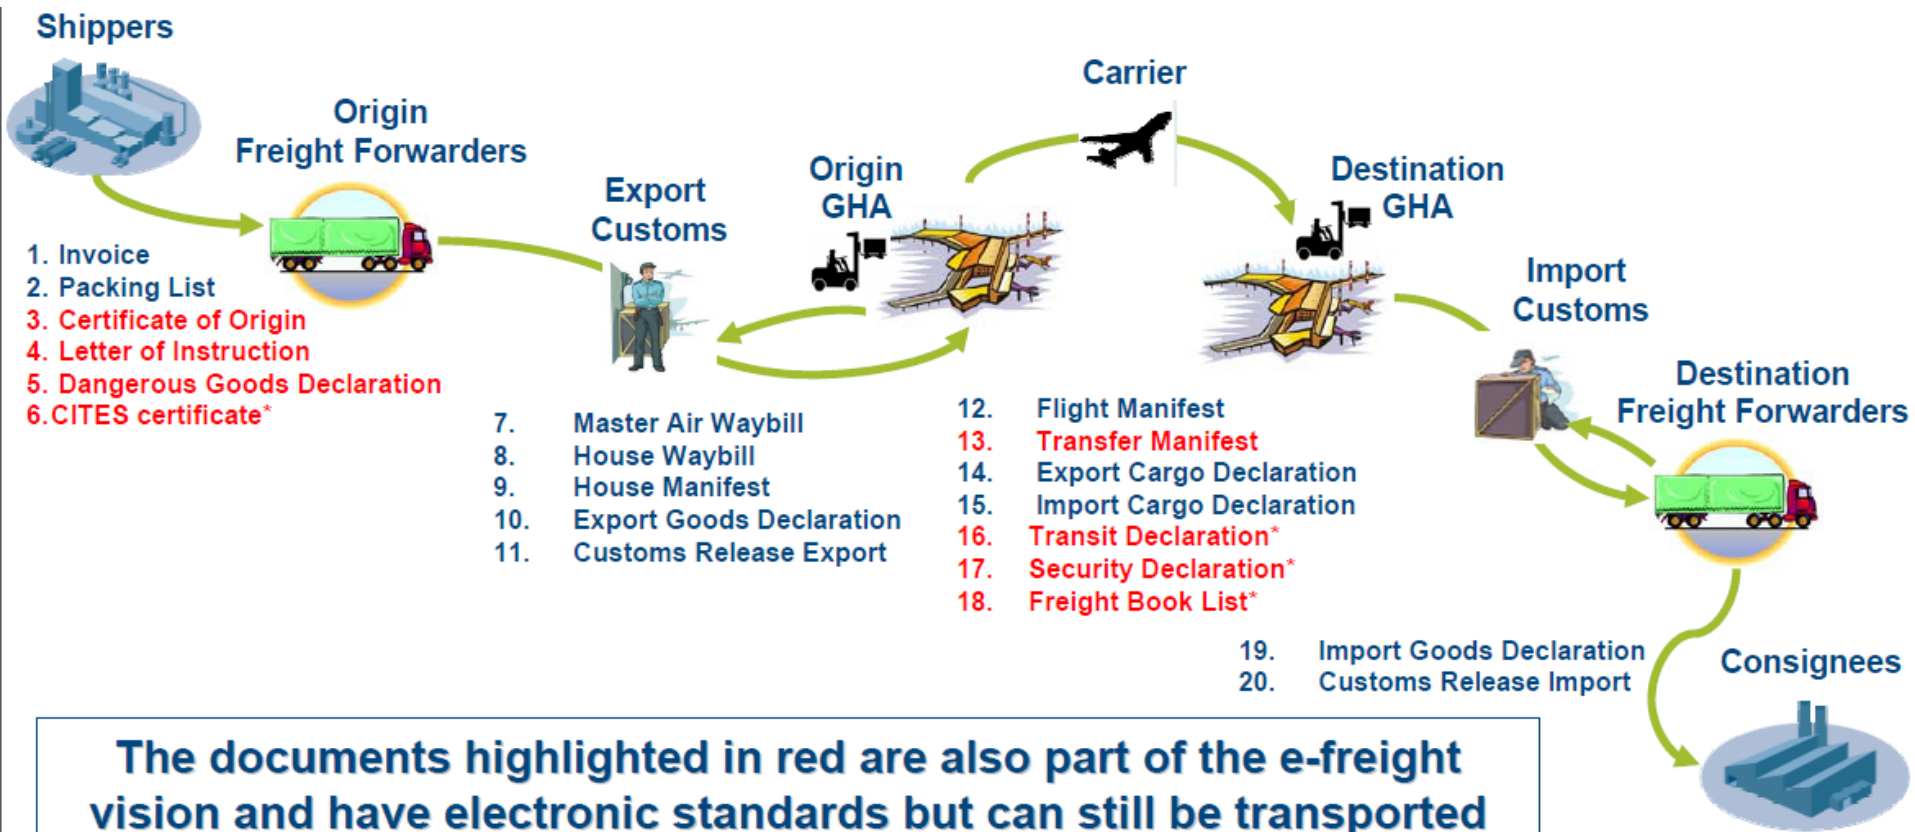 Shippers
Origin
Freight Forwarders
Export
Customs
Origin
GHA
Carrier
Destination
GHA
Import
Customs
Destination
Freight Forwarders
Consignees
1. Invoice
2. Packing List
3. Certificate of Origin
4. Letter of Instruction
5. Dangerous Goods Declaration
6.CITES certificate*
7. Master Air Waybill
8. House Waybill
9. House Manifest
10. Export Goods Declaration
11. Customs Release Export
12. Flight Manifest
13. Transfer Manifest
14. Export Cargo Declaration
15. Import Cargo Declaration
16. Transit Declaration*
17. Security Declaration*
18. Freight Book List*
19. Import Goods Declaration
20. Customs Release Import
The documents highlighted in red are also part of the e-freight
vision and have electronic standards but can still be transported